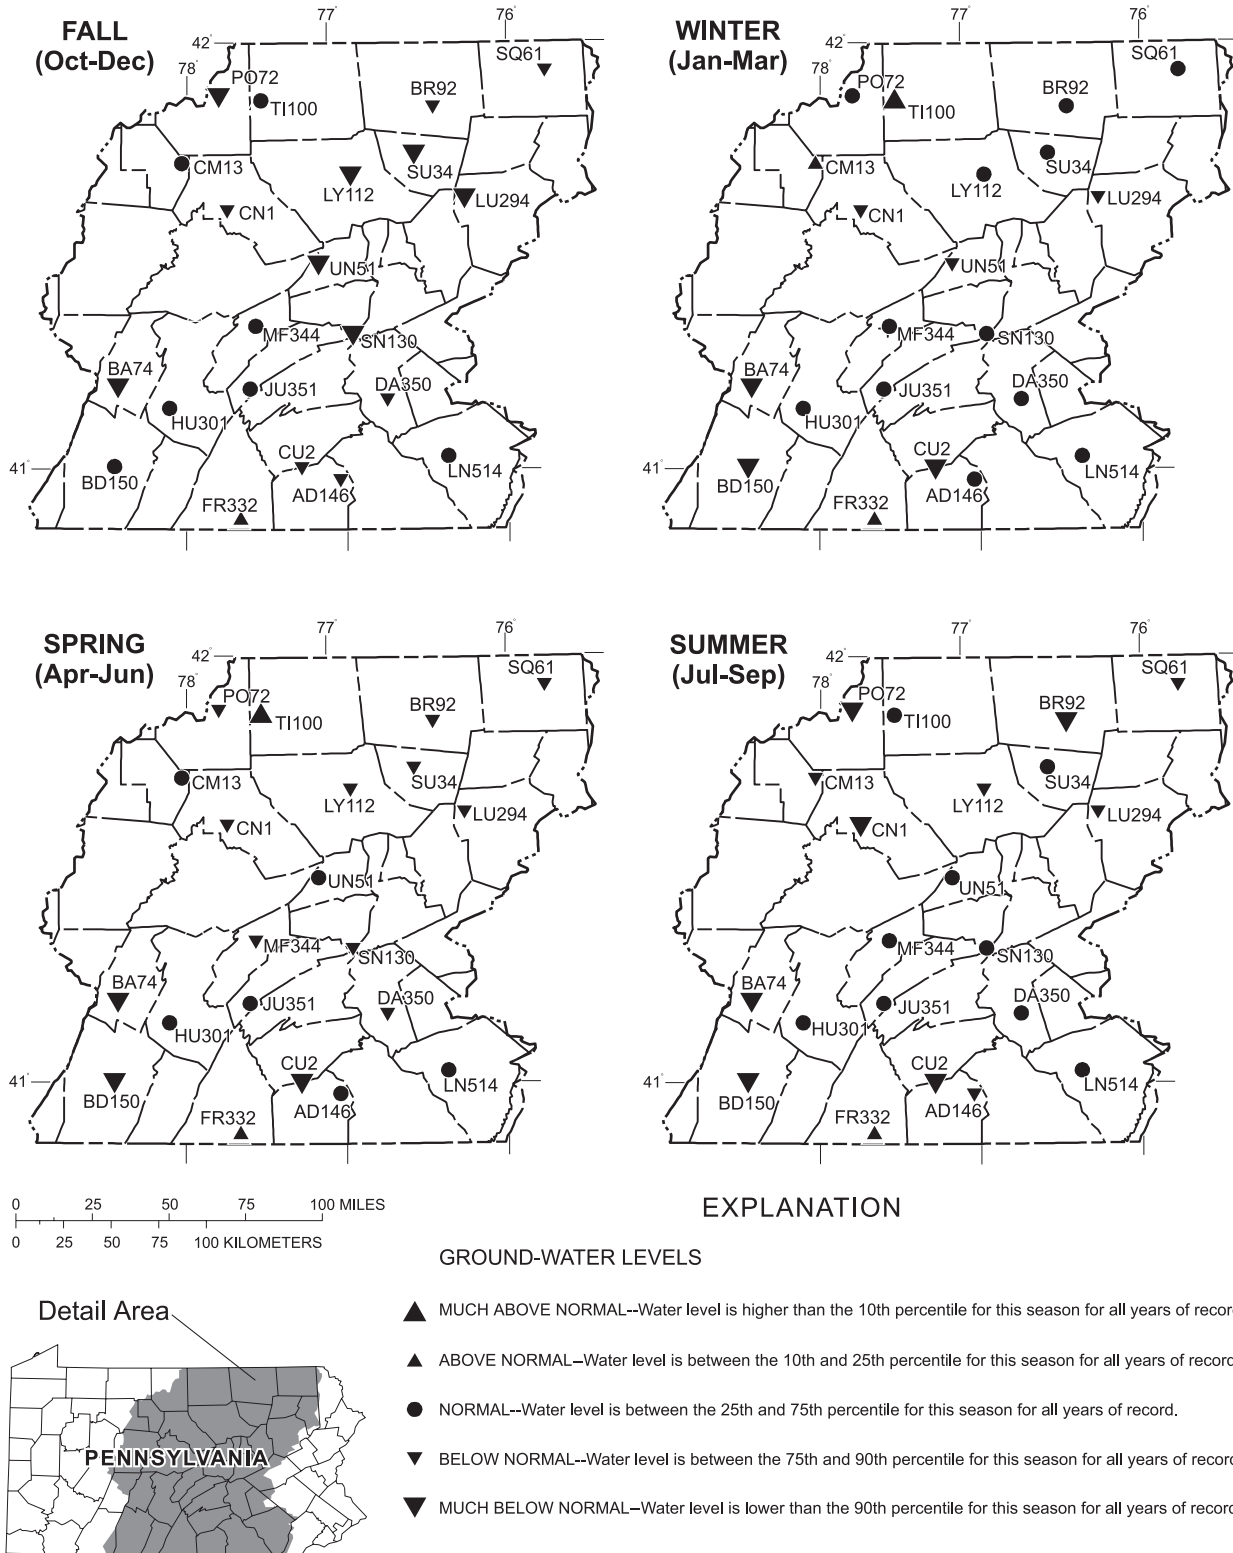 FALL
(Oct-Dec)
77°
76°
42°
78°
SQ61
PO72
TI100
BR92
CM13
SU34
LY112
LU294
CN1
UN51
MF344
SN130
BA74
JU351
DA350
HU301
CU2
41°
BD150
AD146
LN514
FR332
WINTER
(Jan-Mar)
77°
76°
42°
78°
SQ61
PO72
TI100
BR92
CM13
SU34
LY112
LU294
CN1
UN51
MF344
SN130
BA74
JU351
DA350
HU301
CU2
41°
BD150
AD146
LN514
FR332
SPRING
(Apr-Jun)
77°
76°
42°
78°
SQ61
PO72
TI100
BR92
CM13
SU34
LY112
LU294
CN1
UN51
MF344
SN130
BA74
JU351
DA350
HU301
CU2
41°
BD150
AD146
LN514
FR332
SUMMER
(Jul-Sep)
77°
76°
42°
78°
SQ61
PO72
TI100
BR92
CM13
SU34
LY112
LU294
CN1
UN51
MF344
SN130
BA74
JU351
DA350
HU301
CU2
41°
BD150
AD146
LN514
FR332
0 25 50 75 100 MILES
0 25 50 75 100 KILOMETERS
EXPLANATION
GROUND-WATER LEVELS
MUCH ABOVE NORMAL--Water level is higher than the 10th percentile for this season for all years of recor
ABOVE NORMAL--Water level is between the 10th and 25th percentile for this season for all years of record
NORMAL--Water level is between the 25th and 75th percentile for this season for all years of record.
BELOW NORMAL--Water level is between the 75th and 90th percentile for this season for all years of record
MUCH BELOW NORMAL--Water level is lower than the 90th percentile for this season for all years of record
Detail Area
PENNSYLVANIA